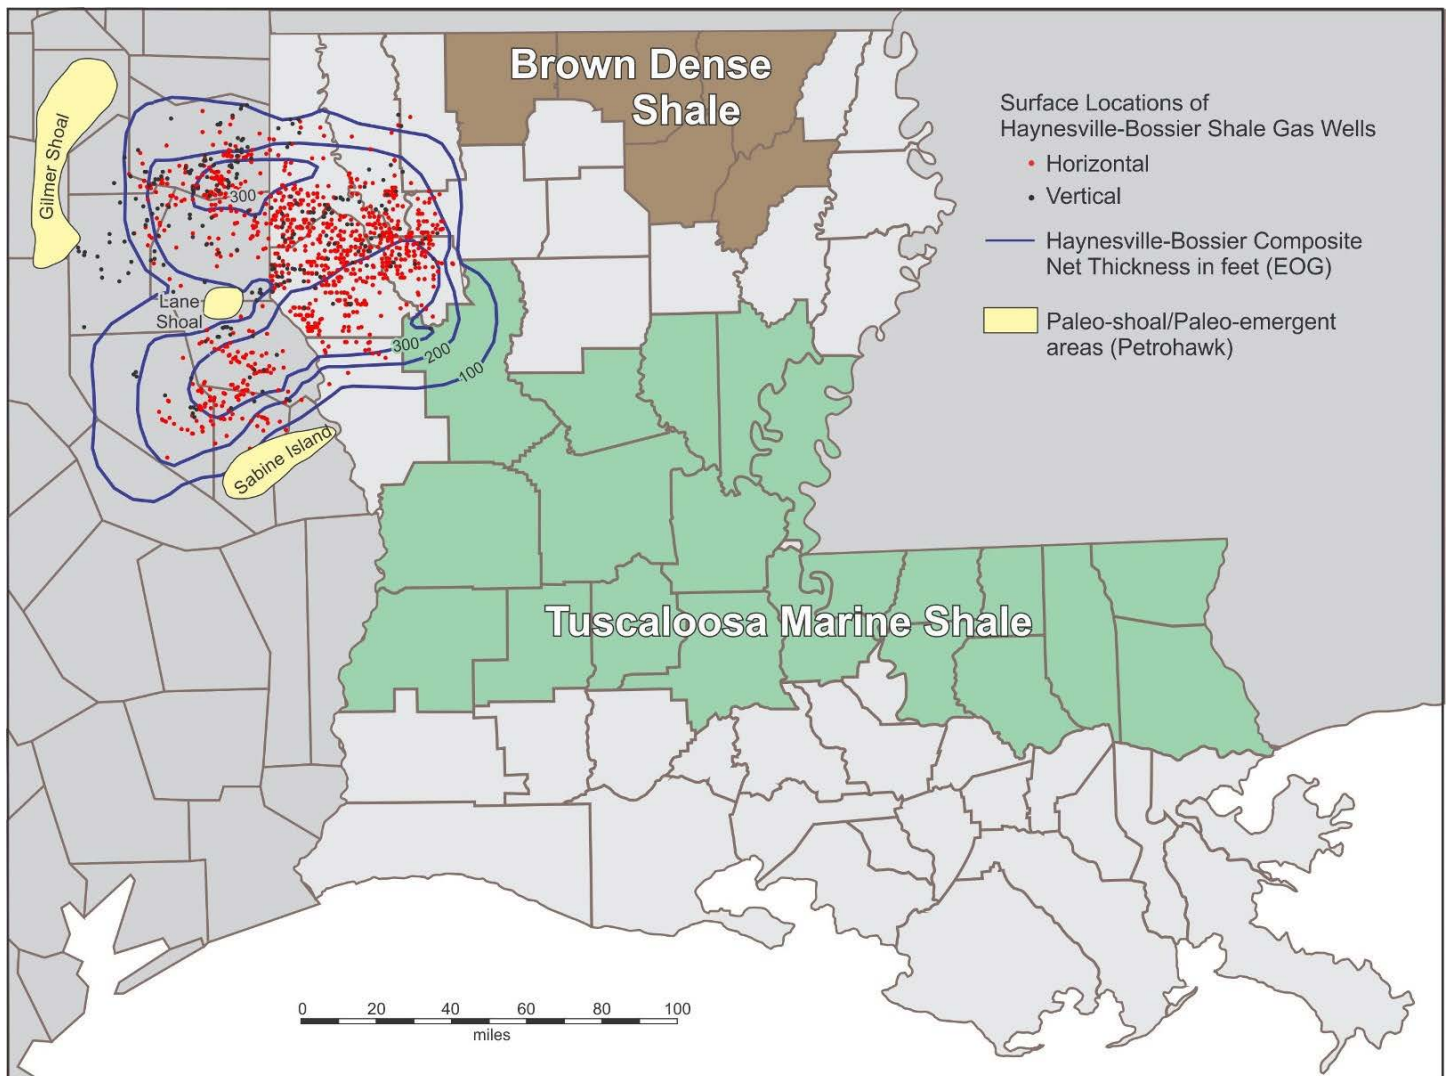 Brown Dense
Shale
Surface Locations of
Haynesville-Bossier Shale Gas Wells
Horizontal
Vertical
Haynesville-Bossier Composite
Net Thickness in feet (EOG)
Paleo-shoal/Paleo-emergent
areas (Petrohawk)
Gilmer Shoal
300
Lane
Shoal
300
200
100
Sabine Island
Tuscaloosa Marine Shale
0 20 40 60 80 100
miles